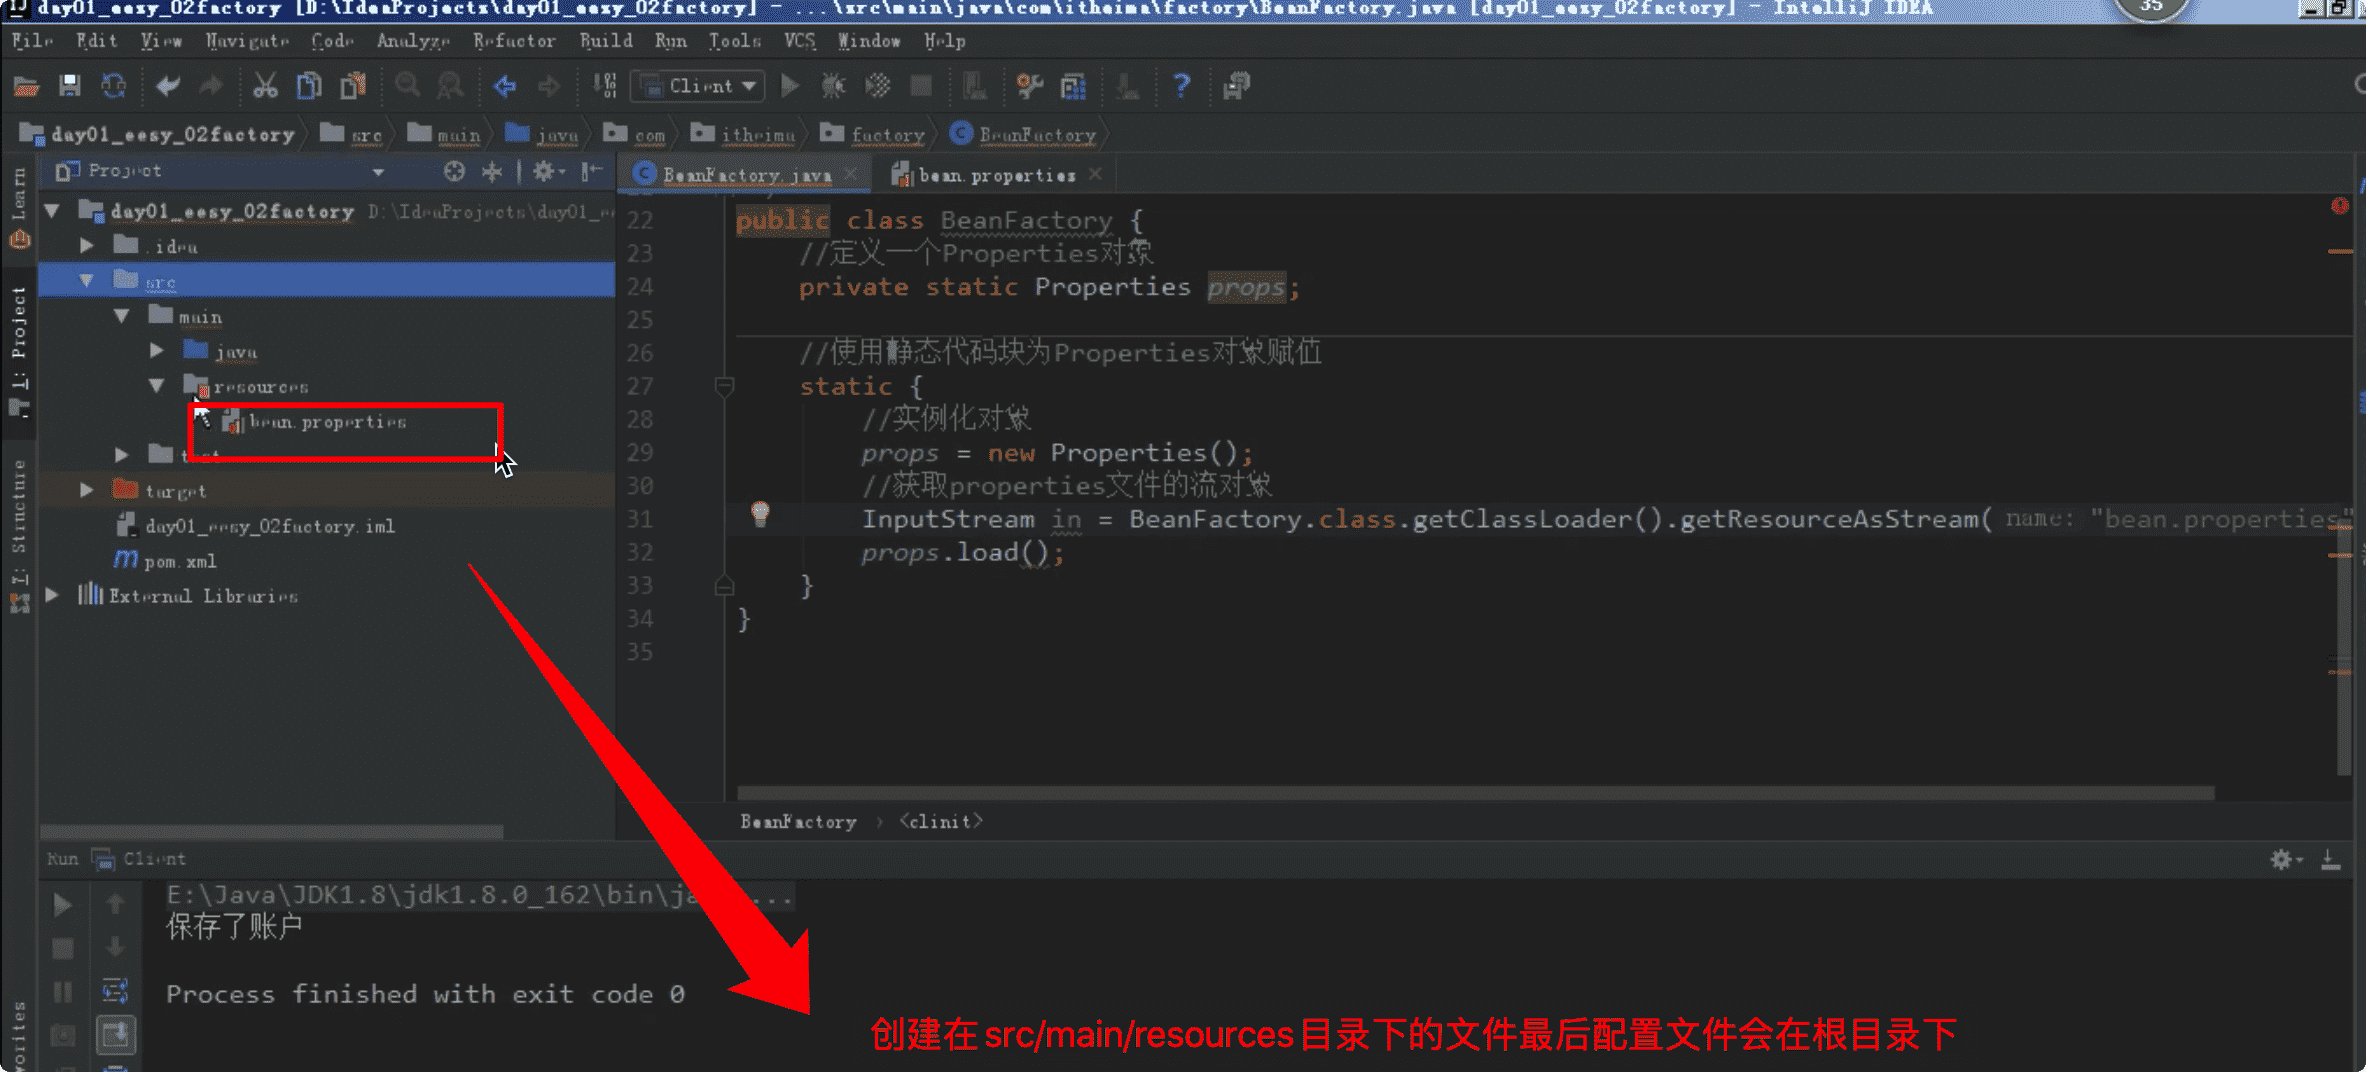 day01_eesy_02factory [D:\IdeaProjects\day01_eesy_02factory] - ...\src\main\java\com\itheima\factory\BeanFactory.java [day01_eesy_02factory] - IntelliJ IDEA
35
File Edit View Navigate Code Analyze Refactor Build Run Tools VCS Window Help
Client
day01_eesy_02factory src main java com itheima factory BeanFactory
Learn
1: Project
7: Structure
Project
day01_eesy_02factory D:\IdeaProjects\day01_e
.idea
src
main
java
resources
bean.properties
test
target
day01_eesy_02factory.iml
pom.xml
External Libraries
BeanFactory.java
bean.properties
22 public class BeanFactory {
23 //定义一个Properties对象
24 private static Properties props;
25
26 //使用静态代码块为Properties对象赋值
27 static {
28 //实例化对象
29 props = new Properties();
30 //获取properties文件的流对象
31 InputStream in = BeanFactory.class.getClassLoader().getResourceAsStream( name: "bean.properties"
32 props.load();
33 }
34 }
35
BeanFactory › <clinit>
Run Client
E:\Java\JDK1.8\jdk1.8.0_162\bin\ja ...
保存了账户
Process finished with exit code 0
创建在src/main/resources目录下的文件最后配置文件会在根目录下